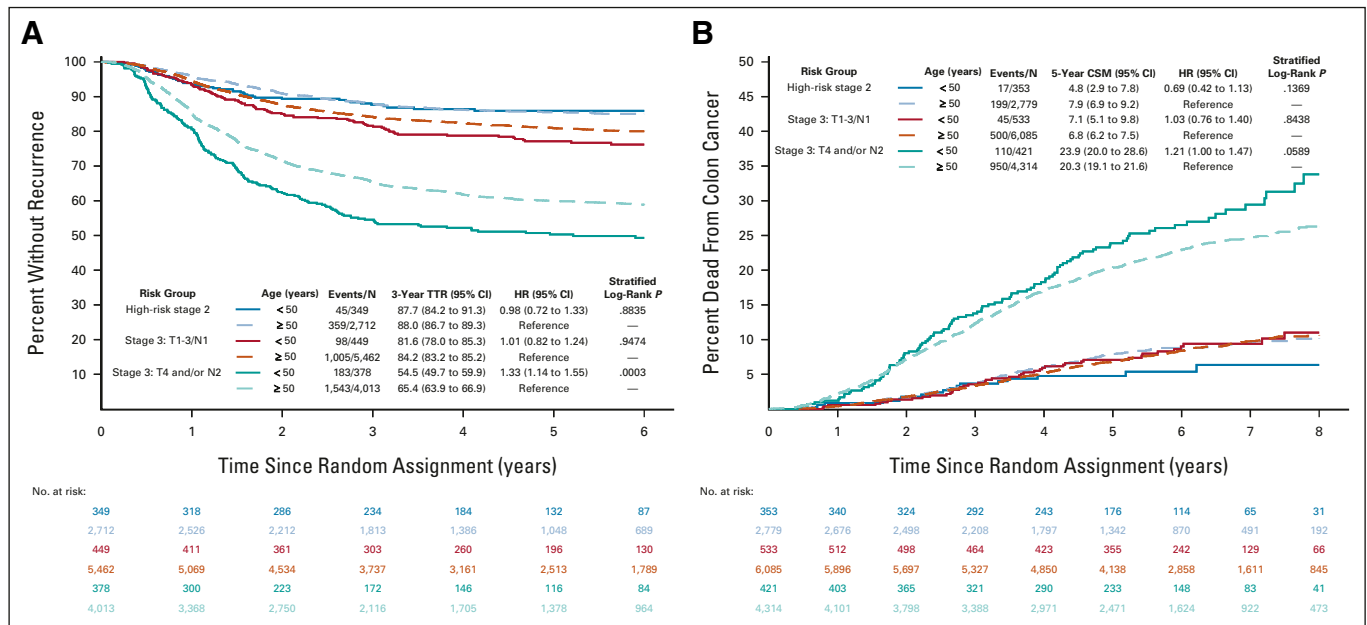 A
Percent Without Recurrence
100
90
80
70
60
50
40
30
20
10
Risk Group Age (years) Events/N 3-Year TTR (95% CI) HR (95% CI) Stratified Log-Rank P
High-risk stage 2 < 50 45/349 87.7 (84.2 to 91.3) 0.98 (0.72 to 1.33) .8835
≥ 50 359/2,712 88.0 (86.7 to 89.3) Reference —
Stage 3: T1-3/N1 < 50 98/449 81.6 (78.0 to 85.3) 1.01 (0.82 to 1.24) .9474
≥ 50 1,005/5,462 84.2 (83.2 to 85.2) Reference —
Stage 3: T4 and/or N2 < 50 183/378 54.5 (49.7 to 59.9) 1.33 (1.14 to 1.55) .0003
≥ 50 1,543/4,013 65.4 (63.9 to 66.9) Reference —
0 1 2 3 4 5 6
Time Since Random Assignment (years)
No. at risk:
349 318 286 234 184 132 87
2,712 2,526 2,212 1,813 1,386 1,048 689
449 411 361 303 260 196 130
5,462 5,069 4,534 3,737 3,161 2,513 1,789
378 300 223 172 146 116 84
4,013 3,368 2,750 2,116 1,705 1,378 964
B
Percent Dead From Colon Cancer
50
45
40
35
30
25
20
15
10
5
Risk Group Age (years) Events/N 5-Year CSM (95% CI) HR (95% CI) Stratified Log-Rank P
High-risk stage 2 < 50 17/353 4.8 (2.9 to 7.8) 0.69 (0.42 to 1.13) .1369
≥ 50 199/2,779 7.9 (6.9 to 9.2) Reference —
Stage 3: T1-3/N1 < 50 45/533 7.1 (5.1 to 9.8) 1.03 (0.76 to 1.40) .8438
≥ 50 500/6,085 6.8 (6.2 to 7.5) Reference —
Stage 3: T4 and/or N2 < 50 110/421 23.9 (20.0 to 28.6) 1.21 (1.00 to 1.47) .0589
≥ 50 950/4,314 20.3 (19.1 to 21.6) Reference —
0 1 2 3 4 5 6 7 8
Time Since Random Assignment (years)
No. at risk:
353 340 324 292 243 176 114 65 31
2,779 2,676 2,498 2,208 1,797 1,342 870 491 192
533 512 498 464 423 355 242 129 66
6,085 5,896 5,697 5,327 4,850 4,138 2,858 1,611 845
421 403 365 321 290 233 148 83 41
4,314 4,101 3,798 3,388 2,971 2,471 1,624 922 473